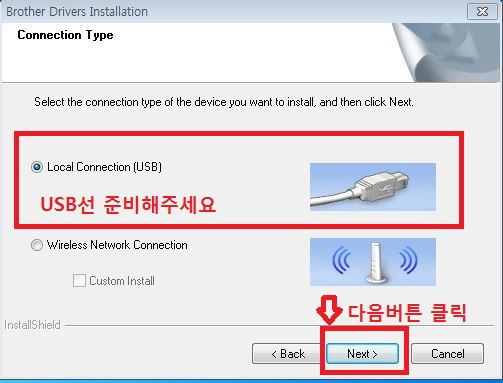 Brother Drivers Installation
Connection Type
Select the connection type of the device you want to install, and then click Next.
Local Connection (USB)
USB선 준비해주세요
Wireless Network Connection
Custom Install
다음버튼 클릭
InstallShield
< Back
Next >
Cancel